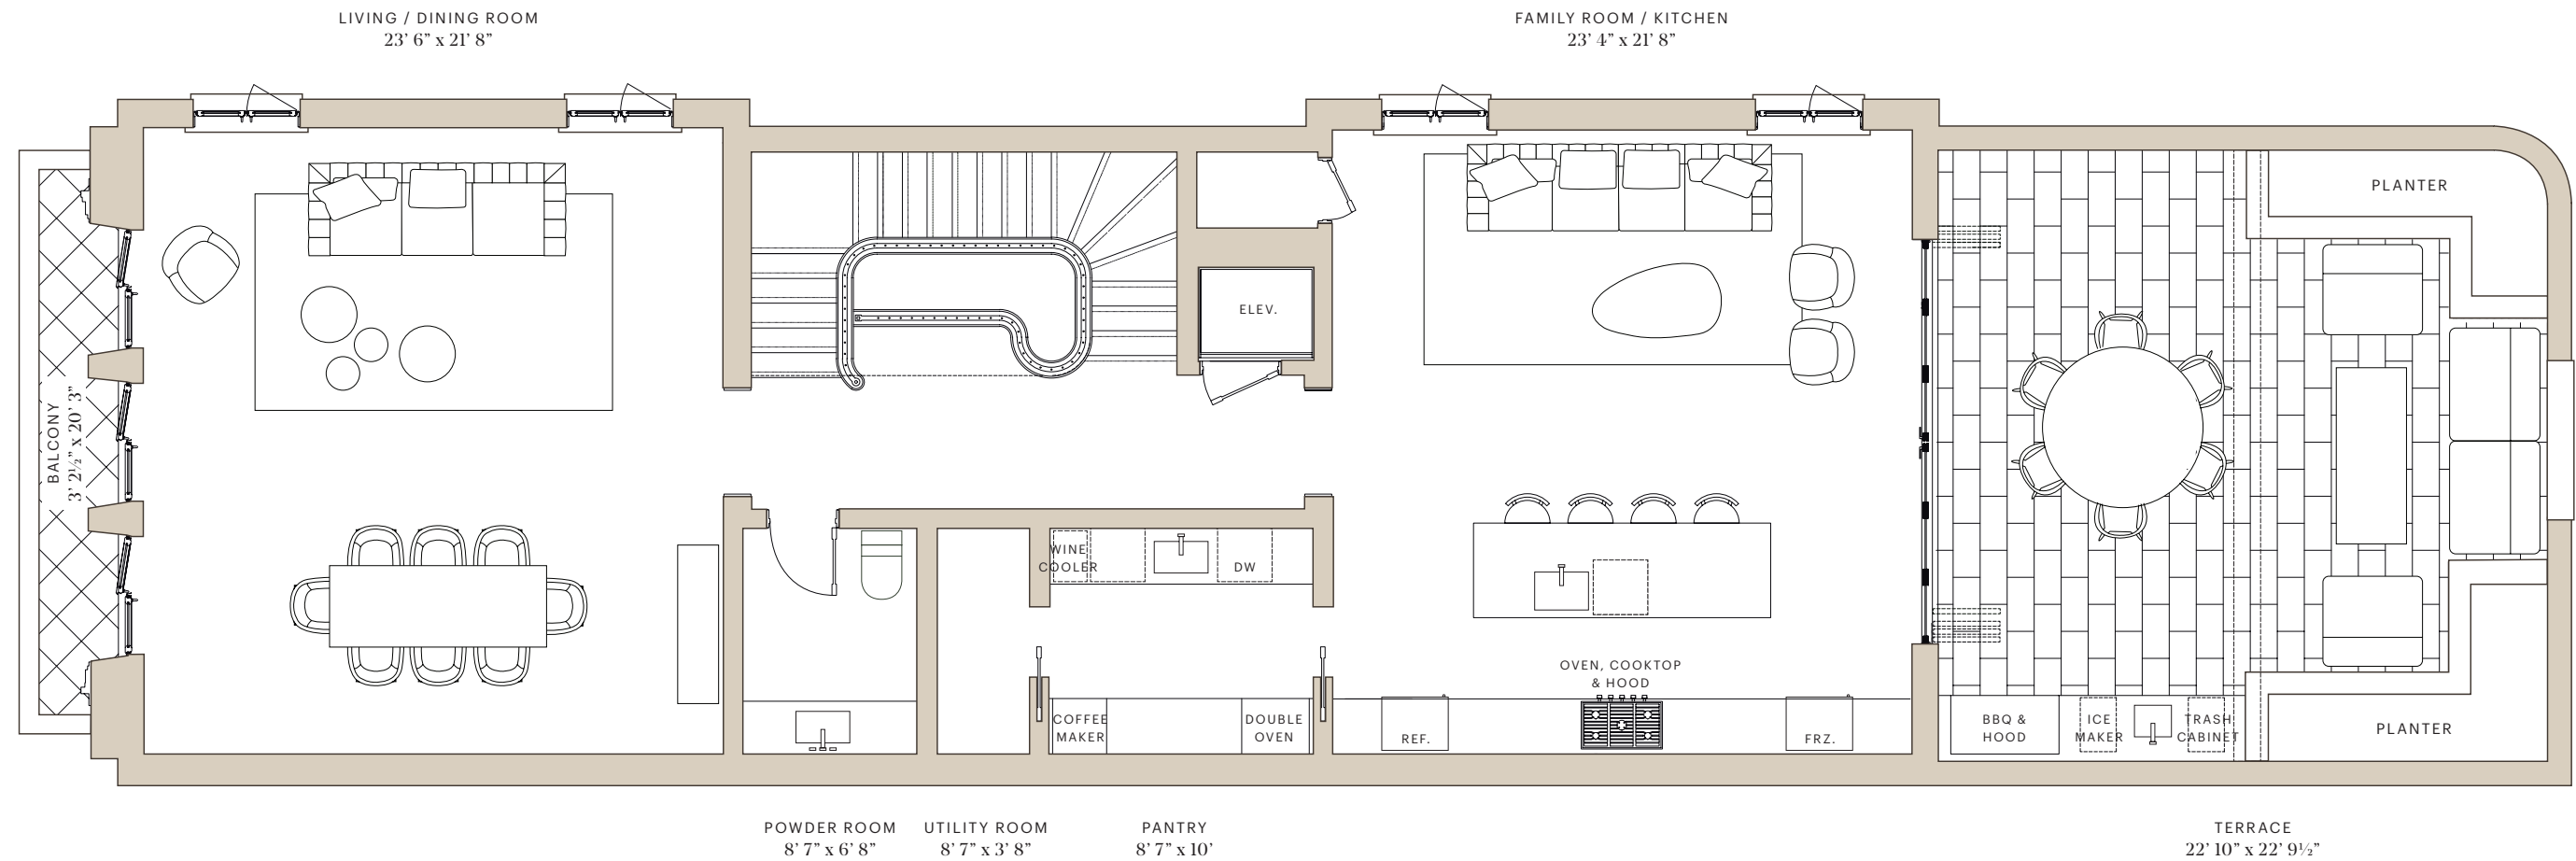 LIVING / DINING ROOM
23’ 6” x 21’ 8”
FAMILY ROOM / KITCHEN
23’ 4” x 21’ 8”
PLANTER
ELEV.
BALCONY
3’ 2½” x 20’ 3”
WINE
COOLER
DW
OVEN, COOKTOP
& HOOD
COFFEE
MAKER
DOUBLE
OVEN
REF.
FRZ.
BBQ &
HOOD
ICE
MAKER
TRASH
CABINET
PLANTER
POWDER ROOM
8’ 7” x 6’ 8”
UTILITY ROOM
8’ 7” x 3’ 8”
PANTRY
8’ 7” x 10’
TERRACE
22’ 10” x 22’ 9½”